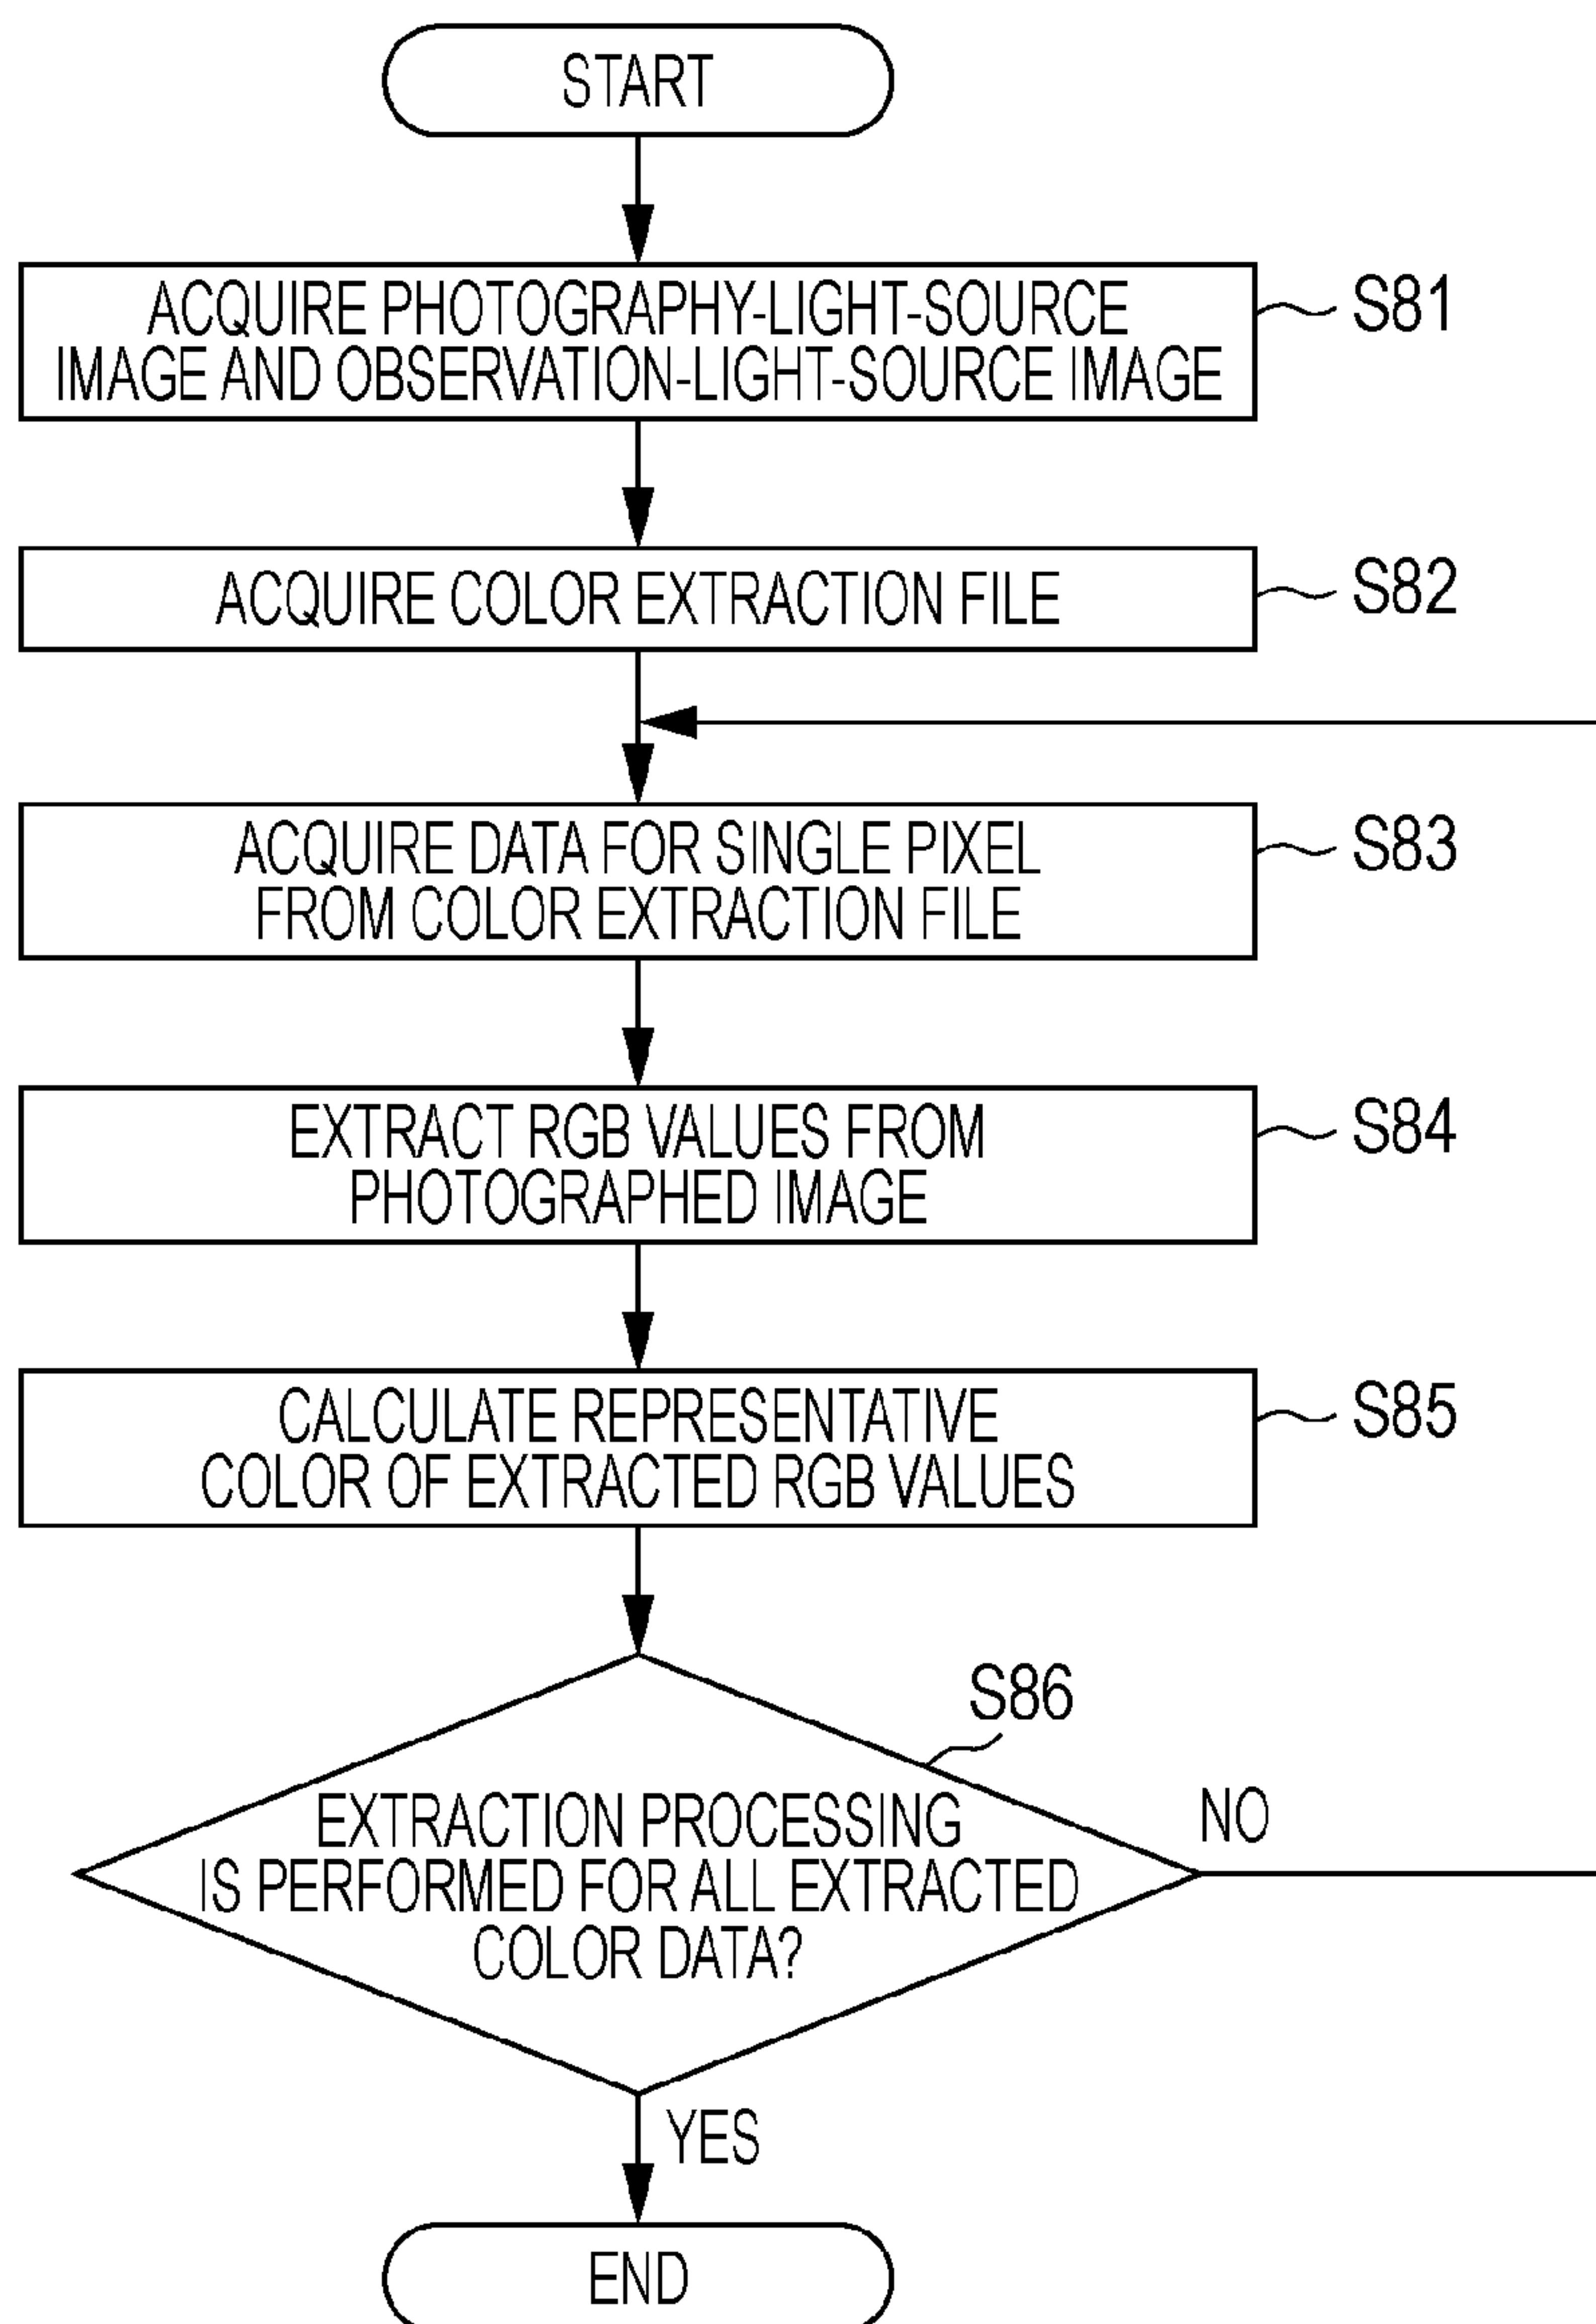 START
ACQUIRE PHOTOGRAPHY-LIGHT-SOURCE
IMAGE AND OBSERVATION-LIGHT-SOURCE IMAGE
S81
ACQUIRE COLOR EXTRACTION FILE
S82
ACQUIRE DATA FOR SINGLE PIXEL
FROM COLOR EXTRACTION FILE
S83
EXTRACT RGB VALUES FROM
PHOTOGRAPHED IMAGE
S84
CALCULATE REPRESENTATIVE
COLOR OF EXTRACTED RGB VALUES
S85
S86
EXTRACTION PROCESSING
IS PERFORMED FOR ALL EXTRACTED
COLOR DATA?
NO
YES
END